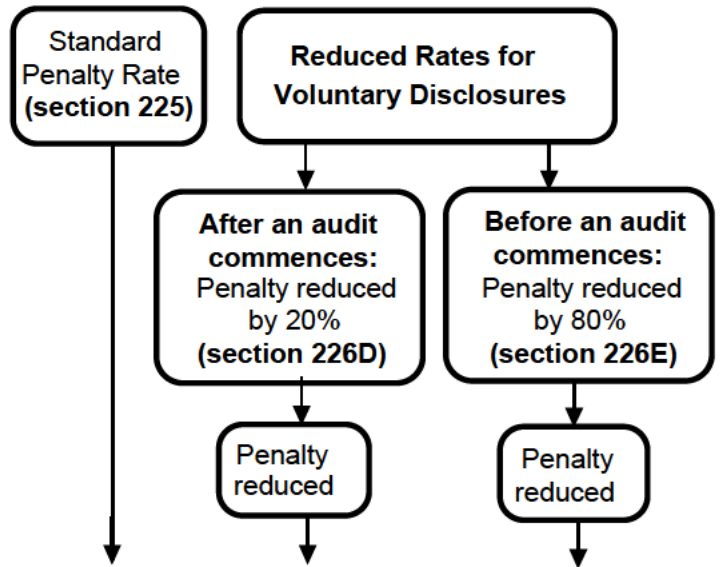 Standard
Penalty Rate
(section 225)
Reduced Rates for
Voluntary Disclosures
After an audit
commences:
Penalty reduced
by 20%
(section 226D)
Before an audit
commences:
Penalty reduced
by 80%
(section 226E)
Penalty
reduced
Penalty
reduced